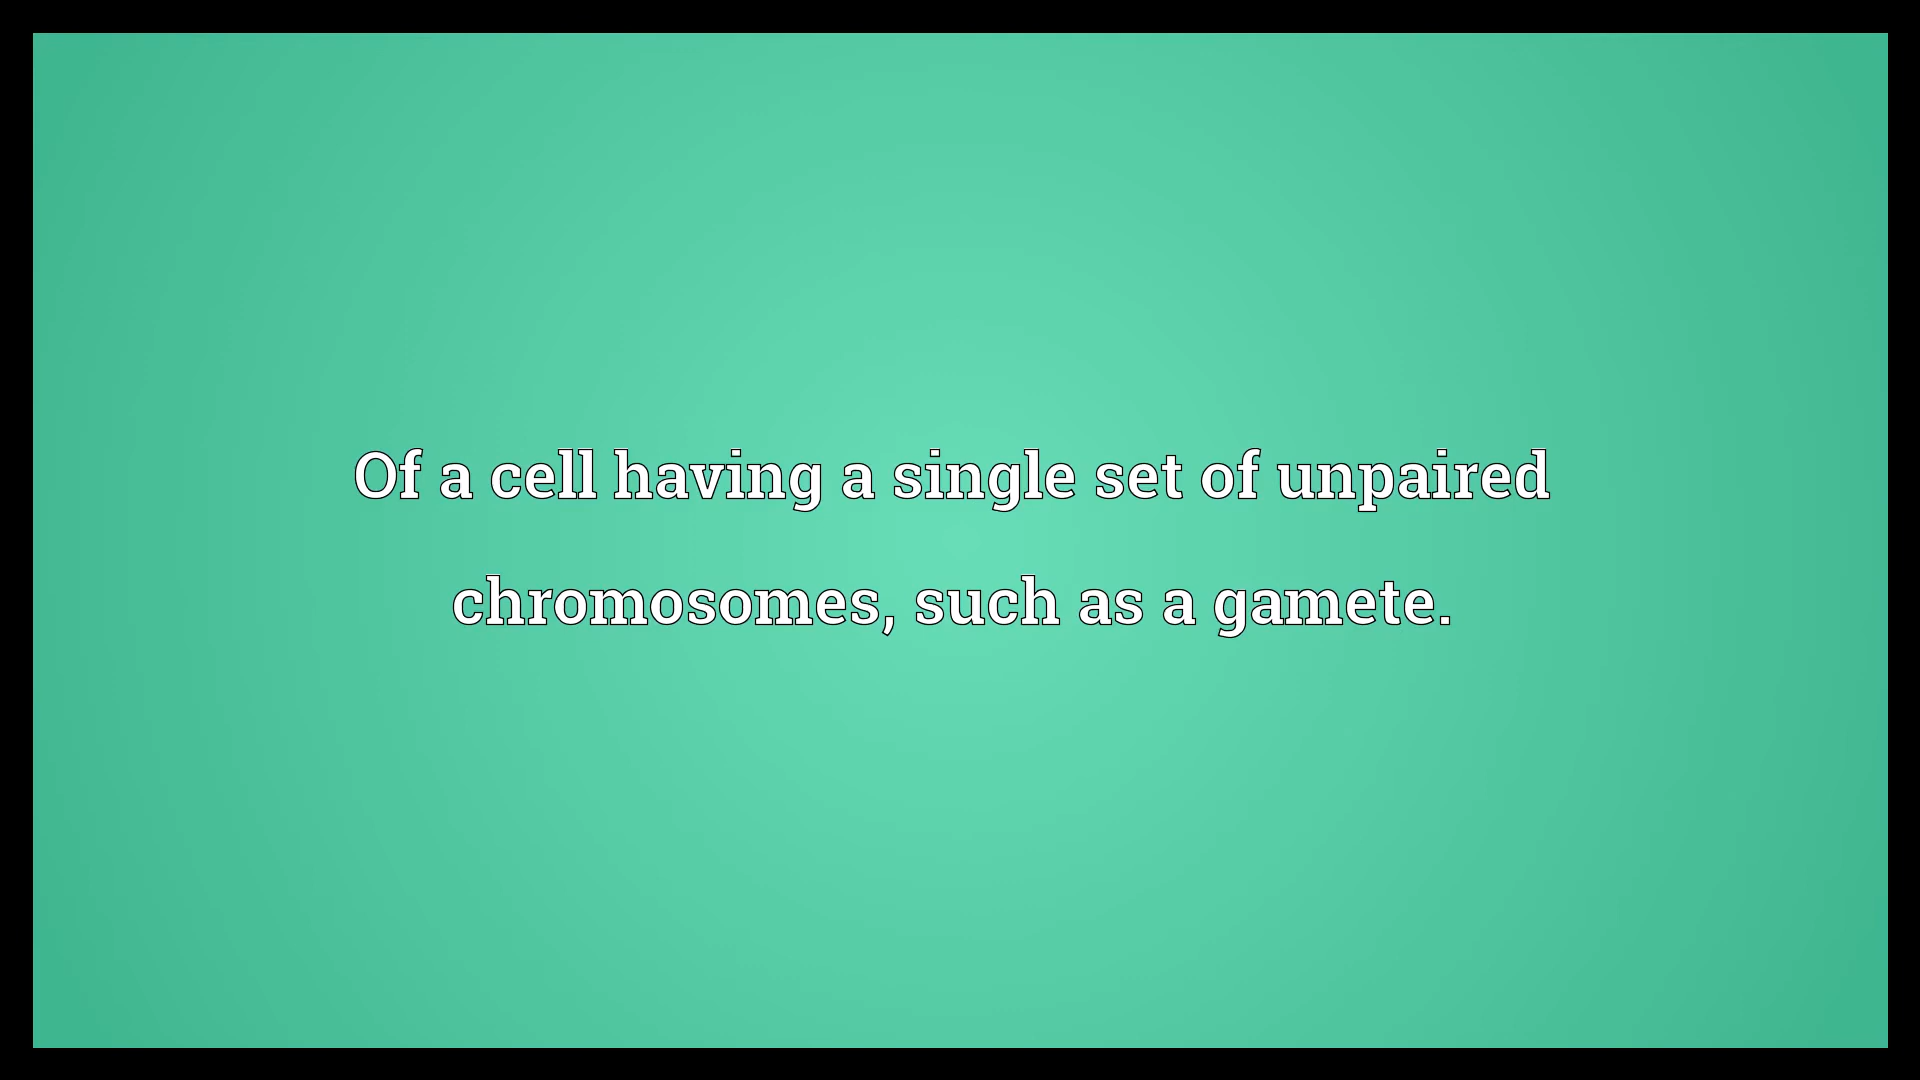 Of a cell having a single set of unpaired
chromosomes, such as a gamete.